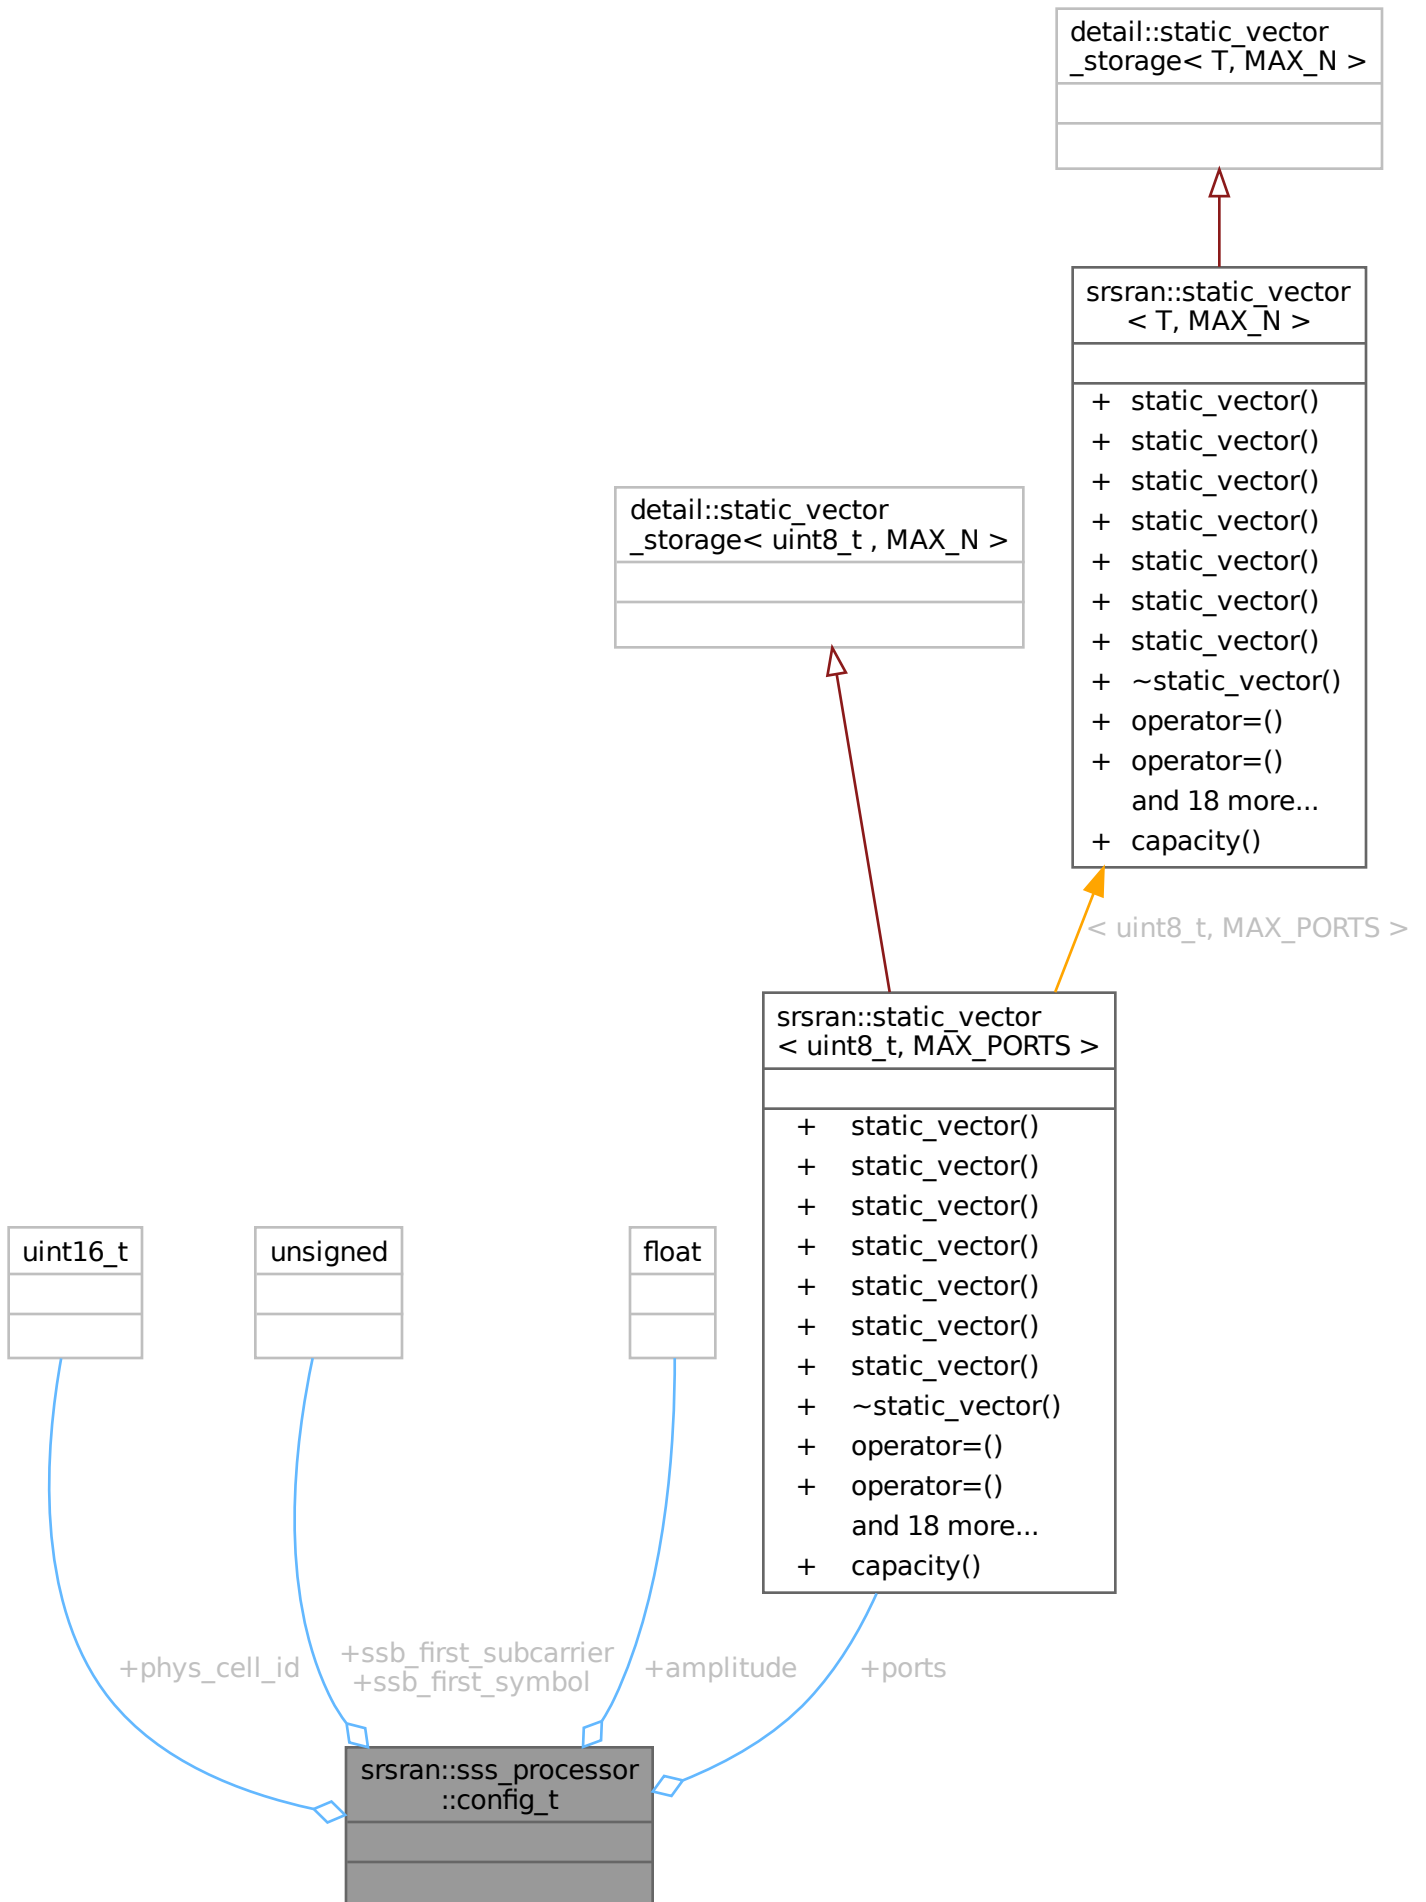 detail::static_vector
_storage< T, MAX_N >
srsran::static_vector
< T, MAX_N >
+ static_vector()
+ static_vector()
+ static_vector()
+ static_vector()
+ static_vector()
+ static_vector()
+ static_vector()
+ ~static_vector()
+ operator=()
+ operator=()
and 18 more...
+ capacity()
detail::static_vector
_storage< uint8_t , MAX_N >
< uint8_t, MAX_PORTS >
srsran::static_vector
< uint8_t, MAX_PORTS >
+ static_vector()
+ static_vector()
+ static_vector()
+ static_vector()
+ static_vector()
+ static_vector()
+ static_vector()
+ ~static_vector()
+ operator=()
+ operator=()
and 18 more...
+ capacity()
uint16_t
unsigned
float
+phys_cell_id
+ssb_first_subcarrier
+ssb_first_symbol
+amplitude
+ports
srsran::sss_processor
::config_t